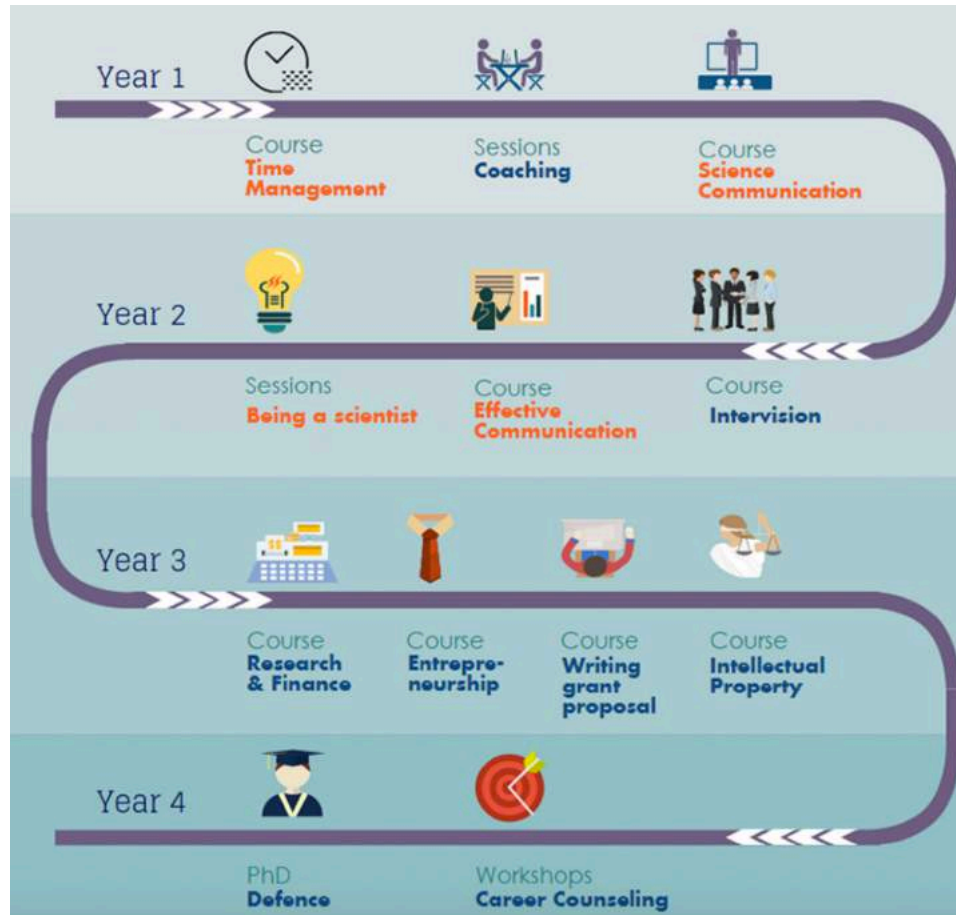 Year 1
Course
Time
Management
Sessions
Coaching
Course
Science
Communication
Year 2
Sessions
Being a scientist
Course
Effective
Communication
Course
Intervision
Year 3
Course
Research
& Finance
Course
Entrepre-
neurship
Course
Writing
grant
proposal
Course
Intellectual
Property
Year 4
PhD
Defence
Workshops
Career Counseling